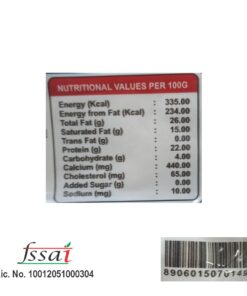 NUTRITIONAL VALUES PER 100G
Energy (Kcal) : 335.00
Energy from Fat (Kcal) : 234.00
Total Fat (g) : 26.00
Saturated Fat (g) : 15.00
Trans Fat (g) : 0.00
Protein (g) : 22.00
Carbohydrate (g) : 4.00
Calcium (mg) : 440.00
Cholesterol (mg) : 65.00
Added Sugar (g) : 0.00
Sodium (mg) : 10.00
fssai
ic. No. 10012051000304